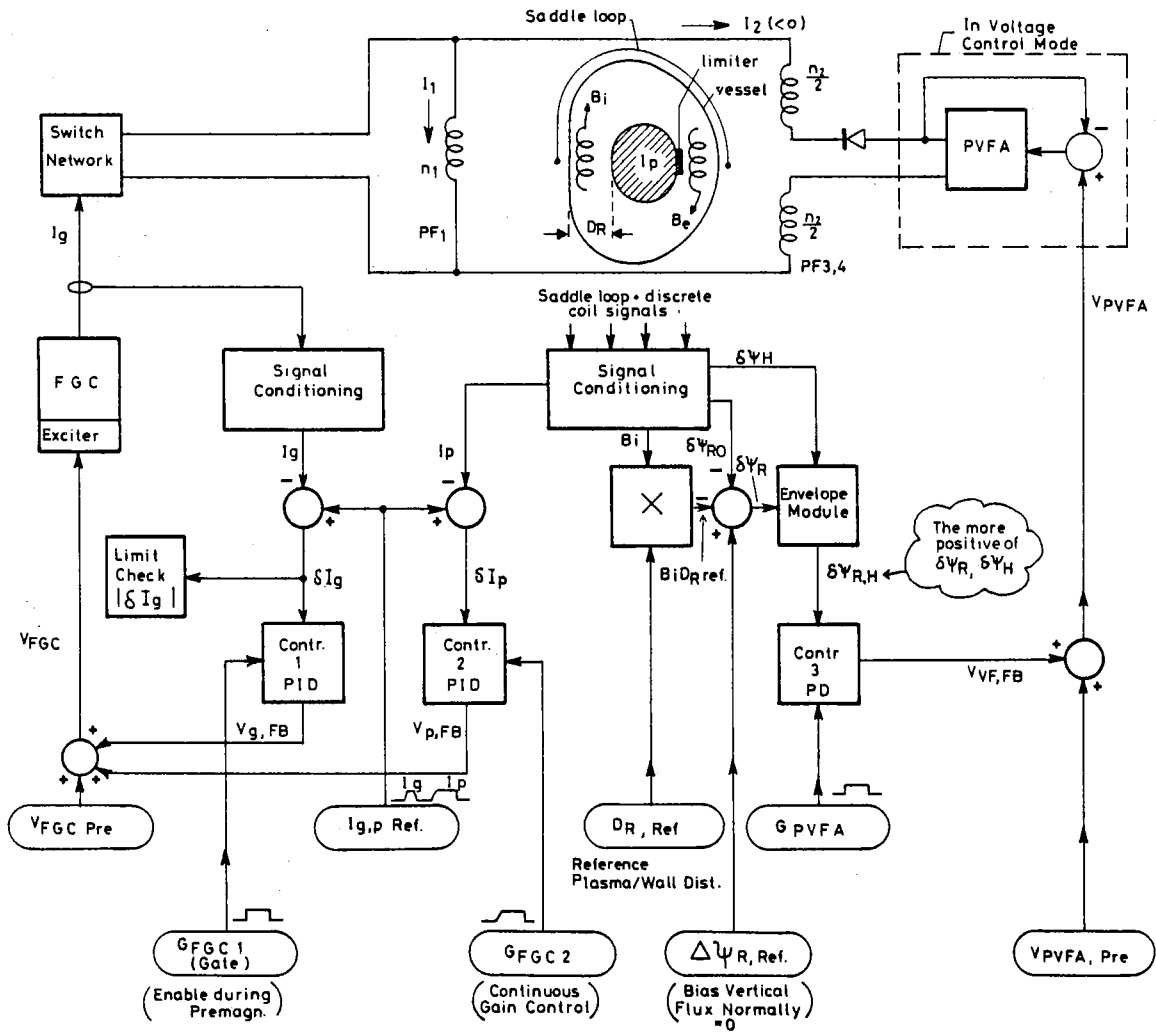 Saddle loop
I2 (<0)
In Voltage
Control Mode
limiter
vessel
n2/2
I1
Bi
Switch
Network
n1
Ip
PVFA
-
+
Be
DR
n2/2
Ig
PF1
PF3,4
Saddle loop + discrete
coil signals
VPVFA
FGC
Exciter
Signal
Conditioning
Signal
Conditioning
δΨH
Ig
Ip
Bi
δΨRO
δΨR
-
+
-
+
×
-
-
+
Envelope
Module
The more
positive of
δΨR, δΨH
Limit
Check
|δIg|
δIg
δIp
BiDR ref.
δΨR,H
VFGC
Contr.
1
PID
Contr.
2
PID
Contr
3
PD
VVF,FB
+
+
Vg,FB
Vp,FB
+
+
+
+
Ig
Ip
VFGC Pre
Ig,p Ref.
DR, Ref
GPVFA
Reference
Plasma/Wall Dist.
GFGC 1
(Gate)
GFGC 2
ΔΨR, Ref.
VPVFA, Pre
(Enable during
Premagn.)
(Continuous
Gain Control)
(Bias Vertical
Flux Normally
=0)